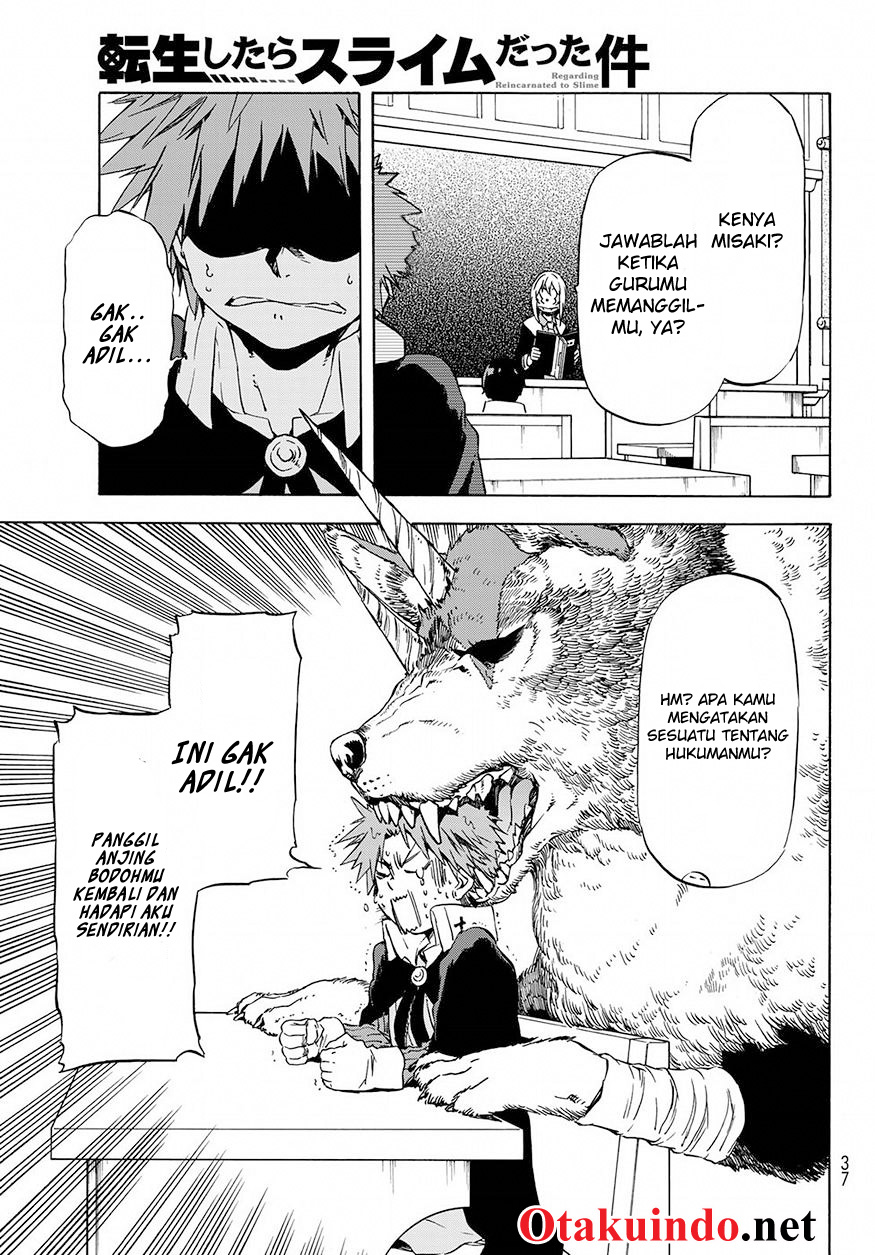 転生したらスライムだった件
Regarding
Reincarnated to Slime
KENYA
MISAKI?
JAWABLAH
KETIKA
GURUMU
MEMANGGIL-
MU, YA?
GAK..
GAK
ADIL...
HM? APA KAMU
MENGATAKAN
SESUATU TENTANG
HUKUMANMU?
INI GAK
ADIL!!
PANGGIL
ANJING
BODOHMU
KEMBALI DAN
HADAPI AKU
SENDIRIAN!!
37
Otakuindo.net